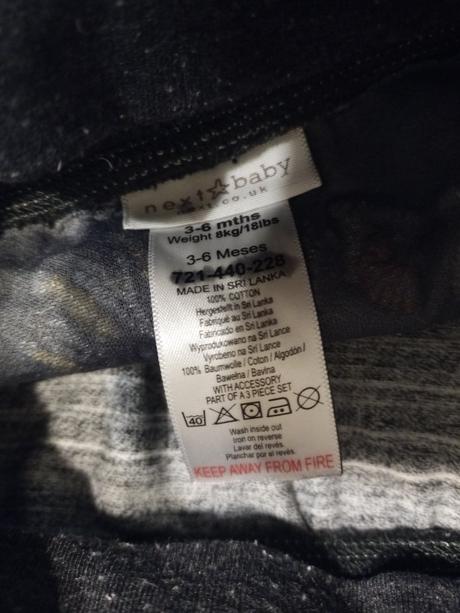 next baby
next.co.uk
3-6 mths
Weight 8kg/18lbs
3-6 Meses
721-440-228
MADE IN SRI LANKA
100% COTTON
Hergestellt in Sri Lanka
Fabriqué au Sri Lanka
Fabricado en Sri Lanka
Wyprodukowano na Sri Lance
Vyrobeno na Srí Lance
100% Baumwolle / Coton / Algodón /
Bawełna / Bavlna
WITH ACCESSORY
PART OF A 3 PIECE SET
40
Wash inside out
Iron on reverse
Lavar del revés.
Planchar por el revés.
KEEP AWAY FROM FIRE